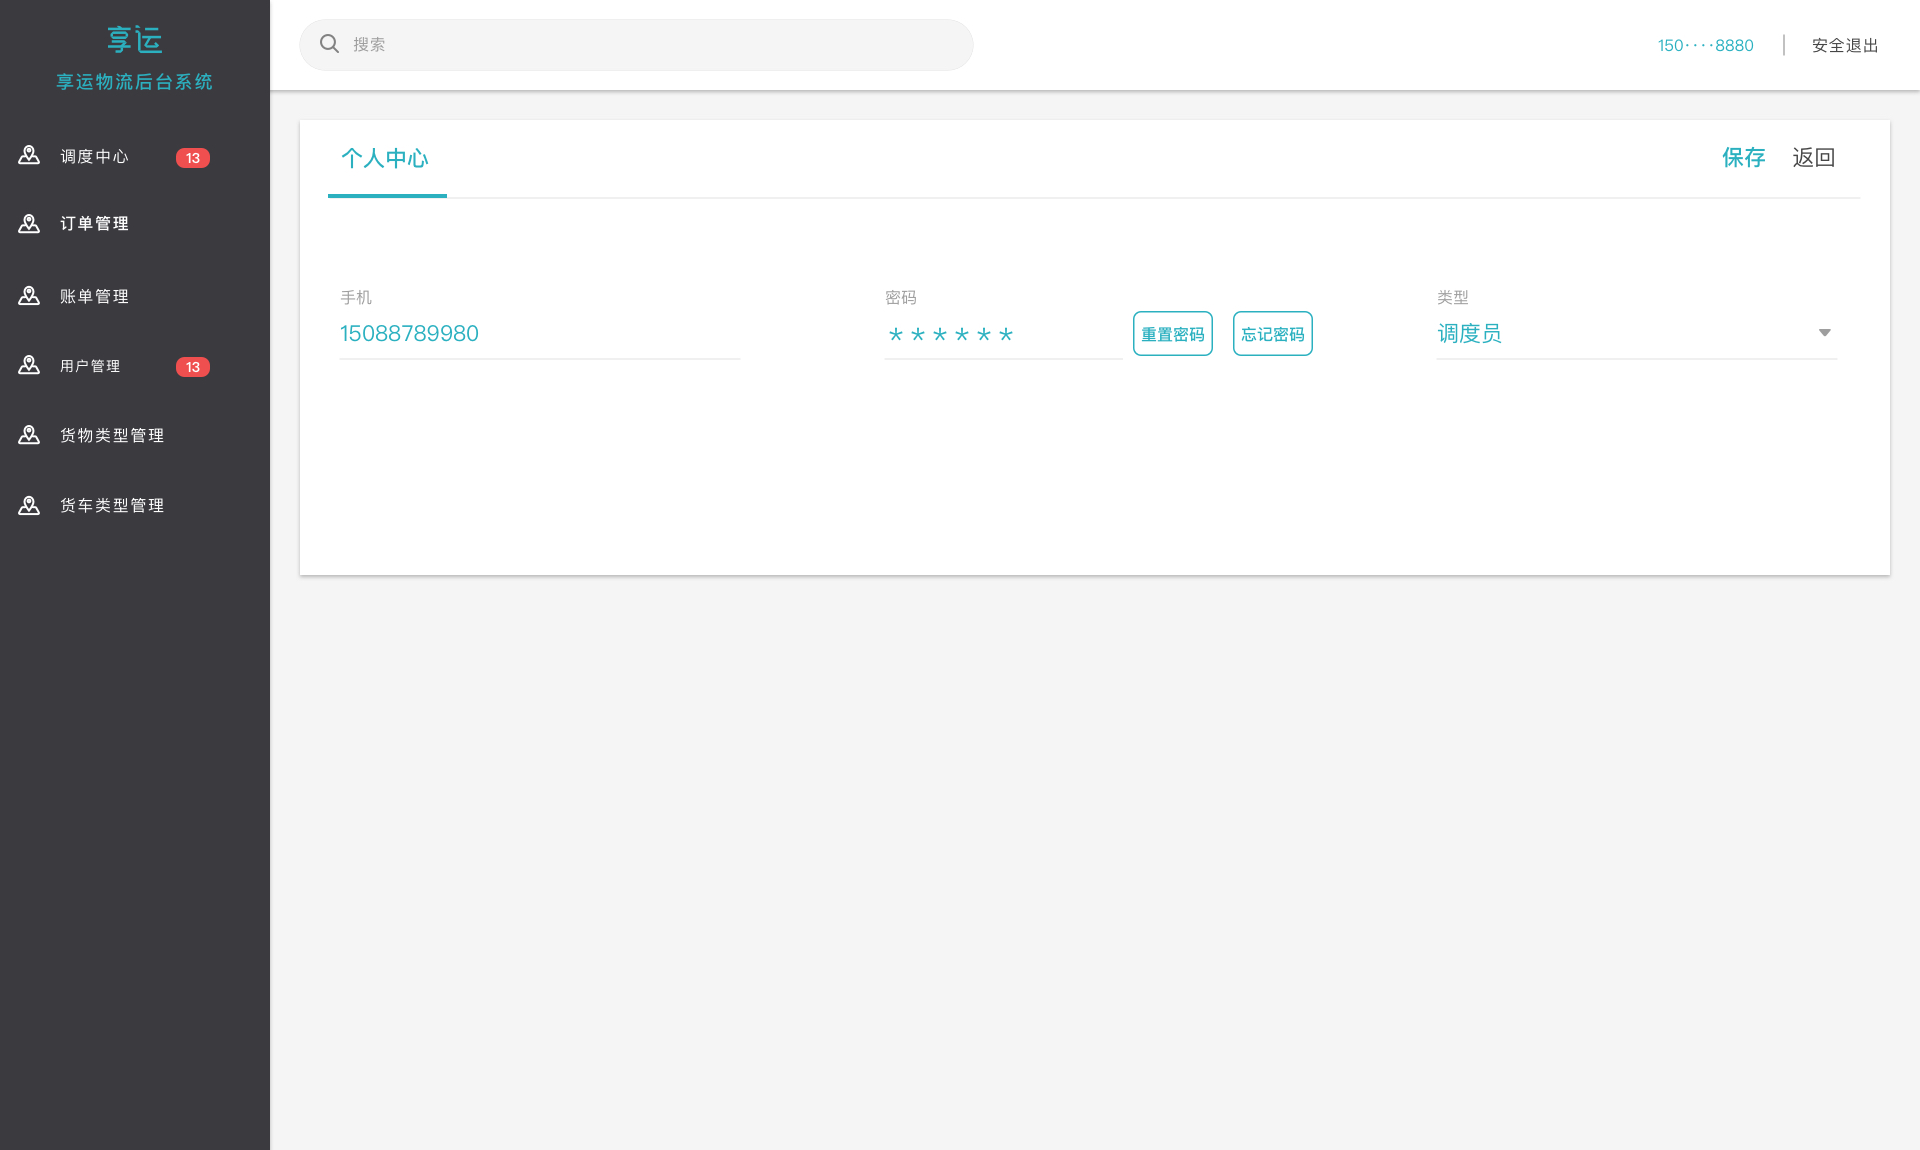 享运
享运物流后台系统
调度中心 13
订单管理
账单管理
用户管理 13
货物类型管理
货车类型管理
搜索
150····8880
安全退出
个人中心
保存
返回
手机
15088789980
密码
******
重置密码
忘记密码
类型
调度员